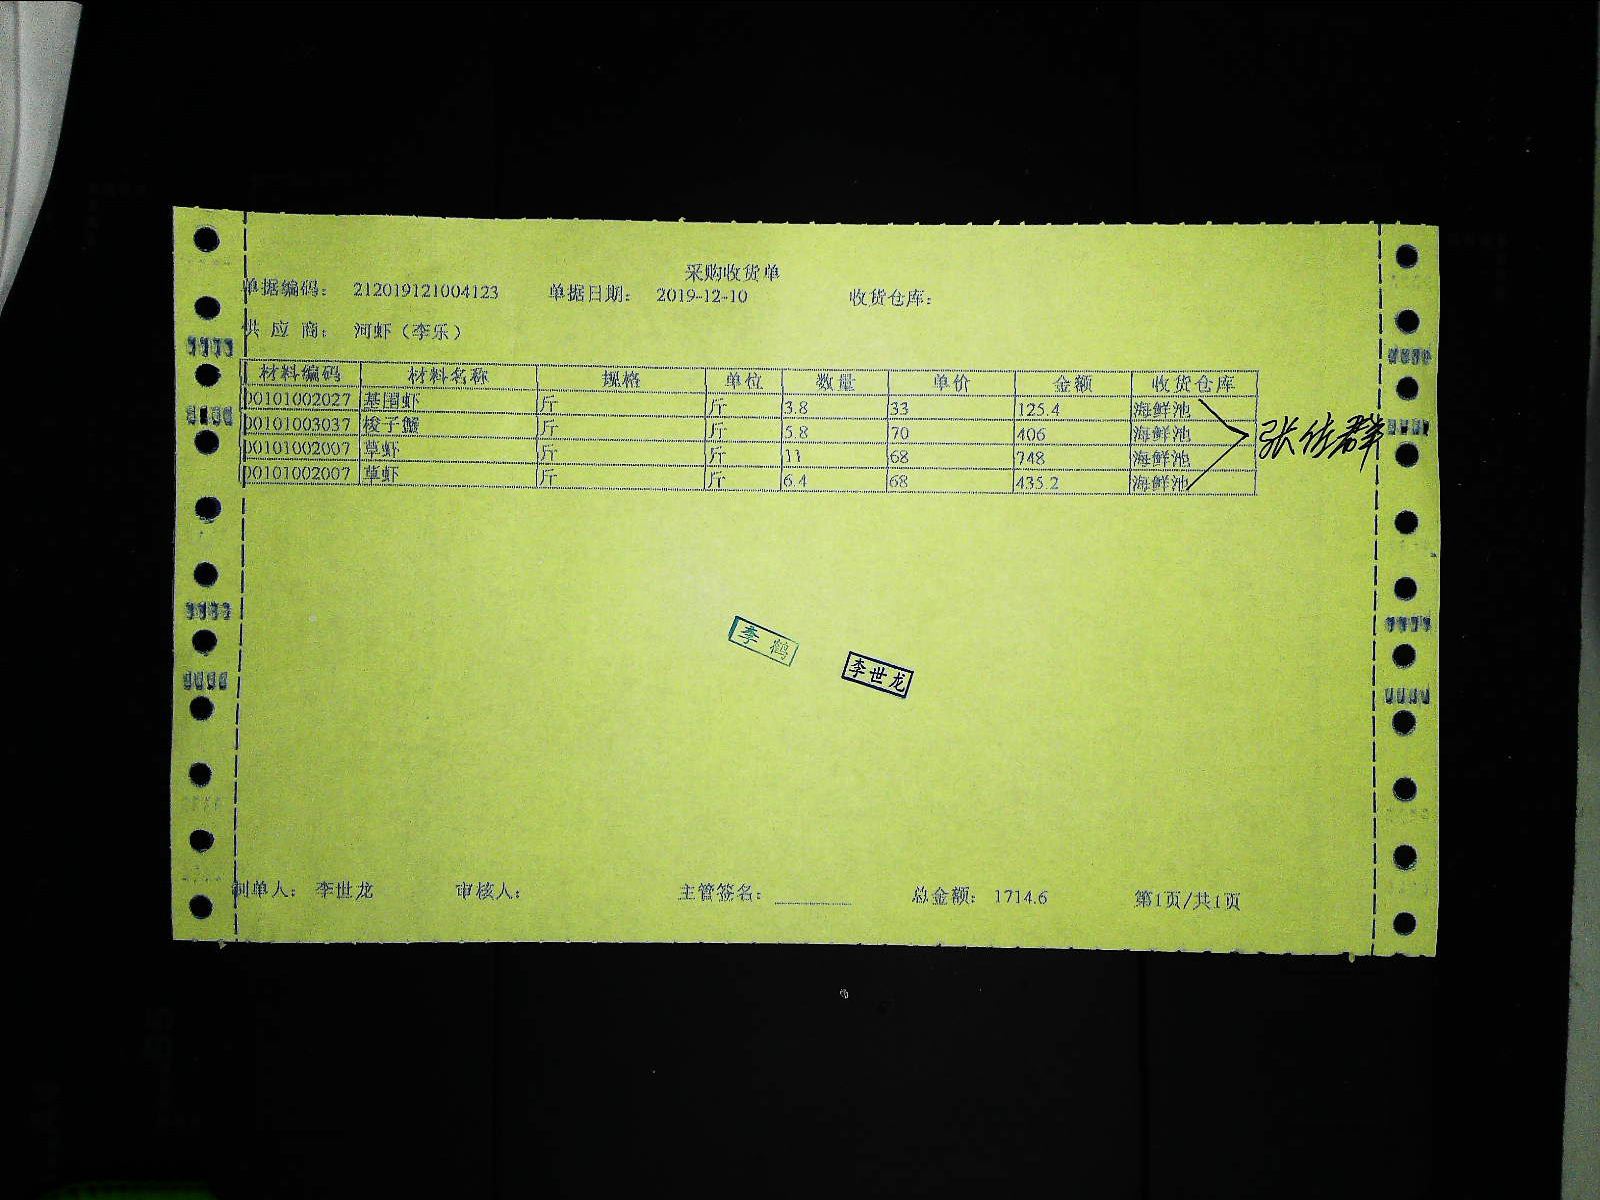 采购收货单
单据编码： 212019121004123 单据日期： 2019-12-10 收货仓库：
供 应 商： 河虾（李乐）
材料编码 材料名称 规格 单位 数量 单价 金额 收货仓库
00101002027 基围虾 斤 斤 3.8 33 125.4 海鲜池
00101003037 梭子蟹 斤 斤 5.8 70 406 海鲜池
00101002007 草虾 斤 斤 11 68 748 海鲜池
00101002007 草虾 斤 斤 6.4 68 435.2 海鲜池
张佐群
李鹤
李世龙
制单人： 李世龙 审核人： 主管签名： 总金额： 1714.6 第1页/共1页